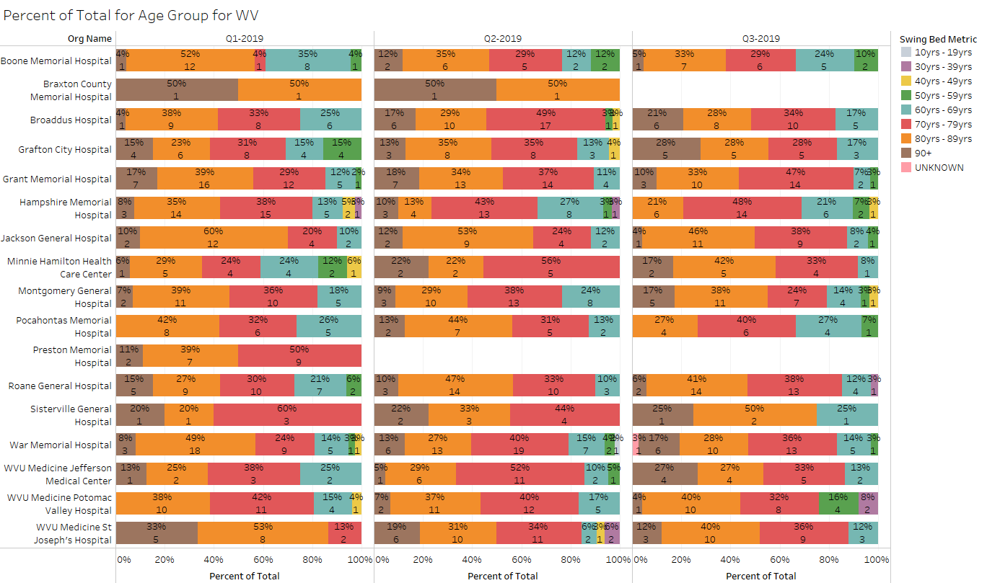 Percent of Total for Age Group for WV
Org Name Q1-2019 Q2-2019 Q3-2019 Swing Bed Metric
10yrs - 19yrs
30yrs - 39yrs
40yrs - 49yrs
50yrs - 59yrs
60yrs - 69yrs
70yrs - 79yrs
80yrs - 89yrs
90+
UNKNOWN
Boone Memorial Hospital
4% 52% 4% 35% 4% 12% 35% 29% 12% 12% 5% 33% 29% 24% 10%
1 12 1 8 1 2 6 5 2 2 1 7 6 5 2
Braxton County
Memorial Hospital
50% 50% 50% 50%
1 1 1 1
Broaddus Hospital
4% 38% 33% 25% 17% 29% 49% 3% 3% 21% 28% 34% 17%
1 9 8 6 6 10 17 1 1 6 8 10 5
Grafton City Hospital
15% 23% 31% 15% 15% 13% 35% 35% 13% 4% 28% 28% 28% 17%
4 6 8 4 4 3 8 8 3 1 5 5 5 3
Grant Memorial Hospital
17% 39% 29% 12% 2% 18% 34% 37% 11% 10% 33% 47% 7% 3%
7 16 12 5 1 7 13 14 4 3 10 14 2 1
Hampshire Memorial
Hospital
8% 35% 38% 13% 5% 3% 10% 13% 43% 27% 3% 3% 21% 48% 21% 7% 3%
3 14 15 5 2 1 3 4 13 8 1 1 6 14 6 2 1
Jackson General Hospital
10% 60% 20% 10% 12% 53% 24% 12% 4% 46% 38% 8% 4%
2 12 4 2 2 9 4 2 1 11 9 2 1
Minnie Hamilton Health
Care Center
6% 29% 24% 24% 12% 6% 22% 22% 56% 17% 42% 33% 8%
1 5 4 4 2 1 2 2 5 2 5 4 1
Montgomery General
Hospital
7% 39% 36% 18% 9% 29% 38% 24% 17% 38% 24% 14% 3% 3%
2 11 10 5 3 10 13 8 5 11 7 4 1 1
Pocahontas Memorial
Hospital
42% 32% 26% 13% 44% 31% 13% 27% 40% 27% 7%
8 6 5 2 7 5 2 4 6 4 1
Preston Memorial
Hospital
11% 39% 50%
2 7 9
Roane General Hospital
15% 27% 30% 21% 6% 10% 47% 33% 10% 6% 41% 38% 12% 3%
5 9 10 7 2 3 14 10 3 2 14 13 4 1
Sisterville General
Hospital
20% 20% 60% 22% 33% 44% 25% 50% 25%
1 1 3 2 3 4 1 2 1
War Memorial Hospital
8% 49% 24% 14% 3% 3% 13% 27% 40% 15% 4% 2% 3% 17% 28% 36% 14% 3%
3 18 9 5 1 1 6 13 19 7 2 1 1 6 10 13 5 1
WVU Medicine Jefferson
Medical Center
13% 25% 38% 25% 5% 29% 52% 10% 5% 27% 27% 33% 13%
1 2 3 2 1 6 11 2 1 4 4 5 2
WVU Medicine Potomac
Valley Hospital
38% 42% 15% 4% 7% 37% 40% 17% 4% 40% 32% 16% 8%
10 11 4 1 2 11 12 5 1 10 8 4 2
WVU Medicine St
Joseph's Hospital
33% 53% 13% 19% 31% 34% 6% 3% 6% 12% 40% 36% 12%
5 8 2 6 10 11 2 1 2 3 10 9 3
0% 20% 40% 60% 80% 100% 0% 20% 40% 60% 80% 100% 0% 20% 40% 60% 80% 100%
Percent of Total Percent of Total Percent of Total